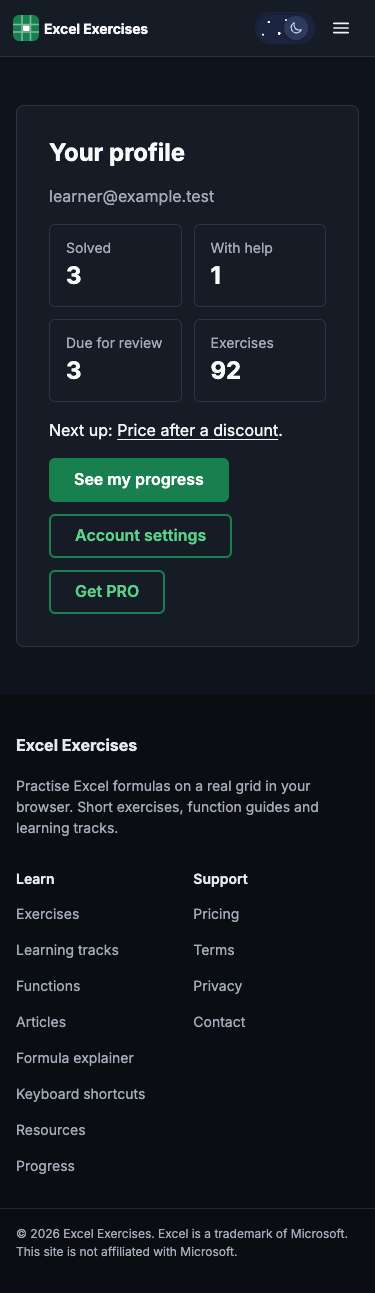 Excel Exercises
Your profile
learner@example.test
Solved
3
With help
1
Due for review
3
Exercises
92
Next up: Price after a discount.
See my progress
Account settings
Get PRO
Excel Exercises
Practise Excel formulas on a real grid in your
browser. Short exercises, function guides and
learning tracks.
Learn
Exercises
Learning tracks
Functions
Articles
Formula explainer
Keyboard shortcuts
Resources
Progress
Support
Pricing
Terms
Privacy
Contact
© 2026 Excel Exercises. Excel is a trademark of Microsoft.
This site is not affiliated with Microsoft.